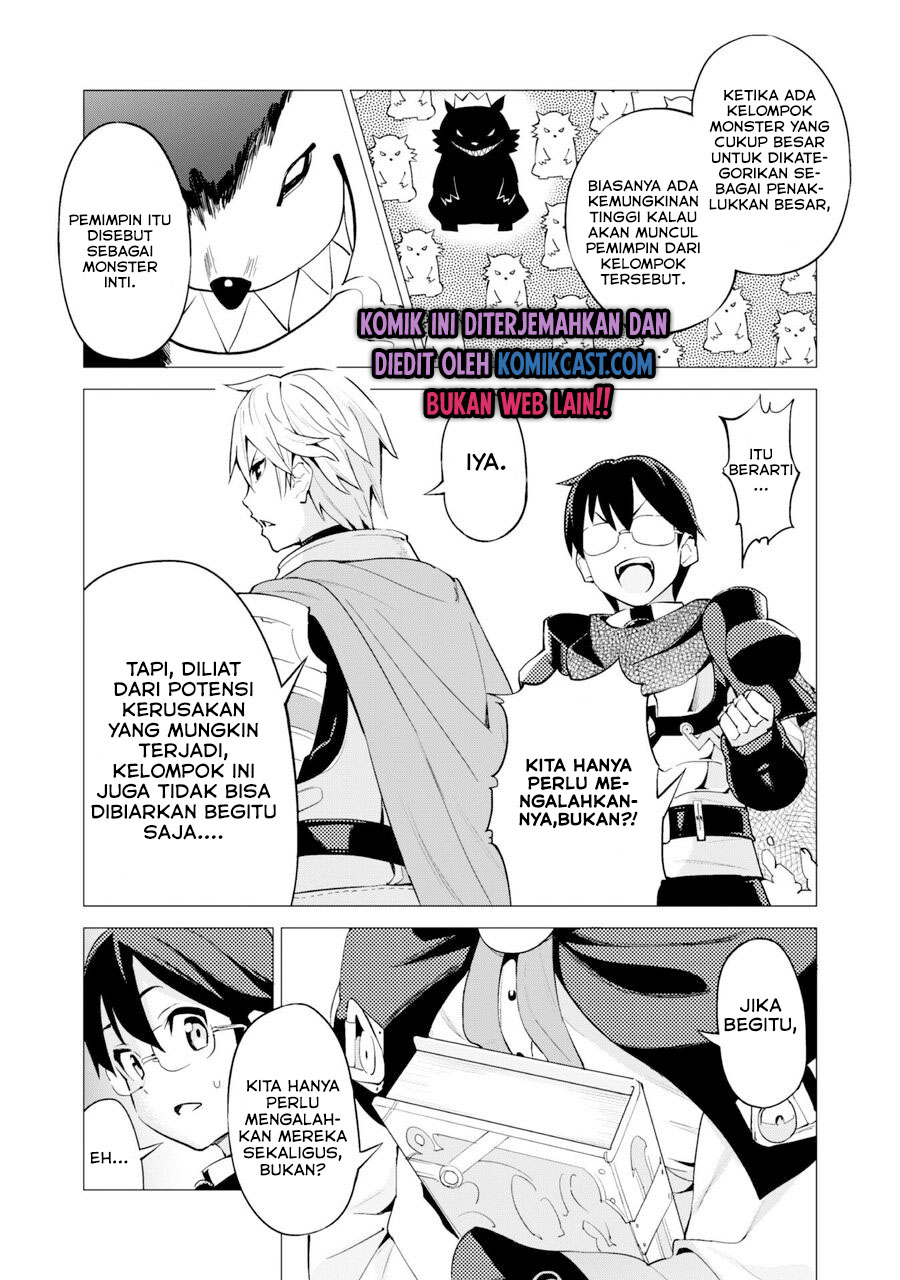 KETIKA ADA
KELOMPOK
MONSTER YANG
CUKUP BESAR
UNTUK DIKATE-
GORIKAN SE-
BAGAI PENAK-
LUKKAN BESAR,
BIASANYA ADA
KEMUNGKINAN
TINGGI KALAU
AKAN MUNCUL
PEMIMPIN DARI
KELOMPOK
TERSEBUT.
PEMIMPIN ITU
DISEBUT
SEBAGAI
MONSTER
INTI.
KOMIK INI DITERJEMAHKAN DAN
DIEDIT OLEH KOMIKCAST.COM
BUKAN WEB LAIN!!
ITU
BERARTI
...
IYA.
KITA HANYA
PERLU ME-
NGALAHKAN-
NYA,BUKAN?!
TAPI, DILIAT
DARI POTENSI
KERUSAKAN
YANG MUNGKIN
TERJADI,
KELOMPOK INI
JUGA TIDAK BISA
DIBIARKAN BEGITU
SAJA....
JIKA
BEGITU,
KITA HANYA
PERLU
MENGALAH-
KAN MEREKA
SEKALIGUS,
BUKAN?
EH...